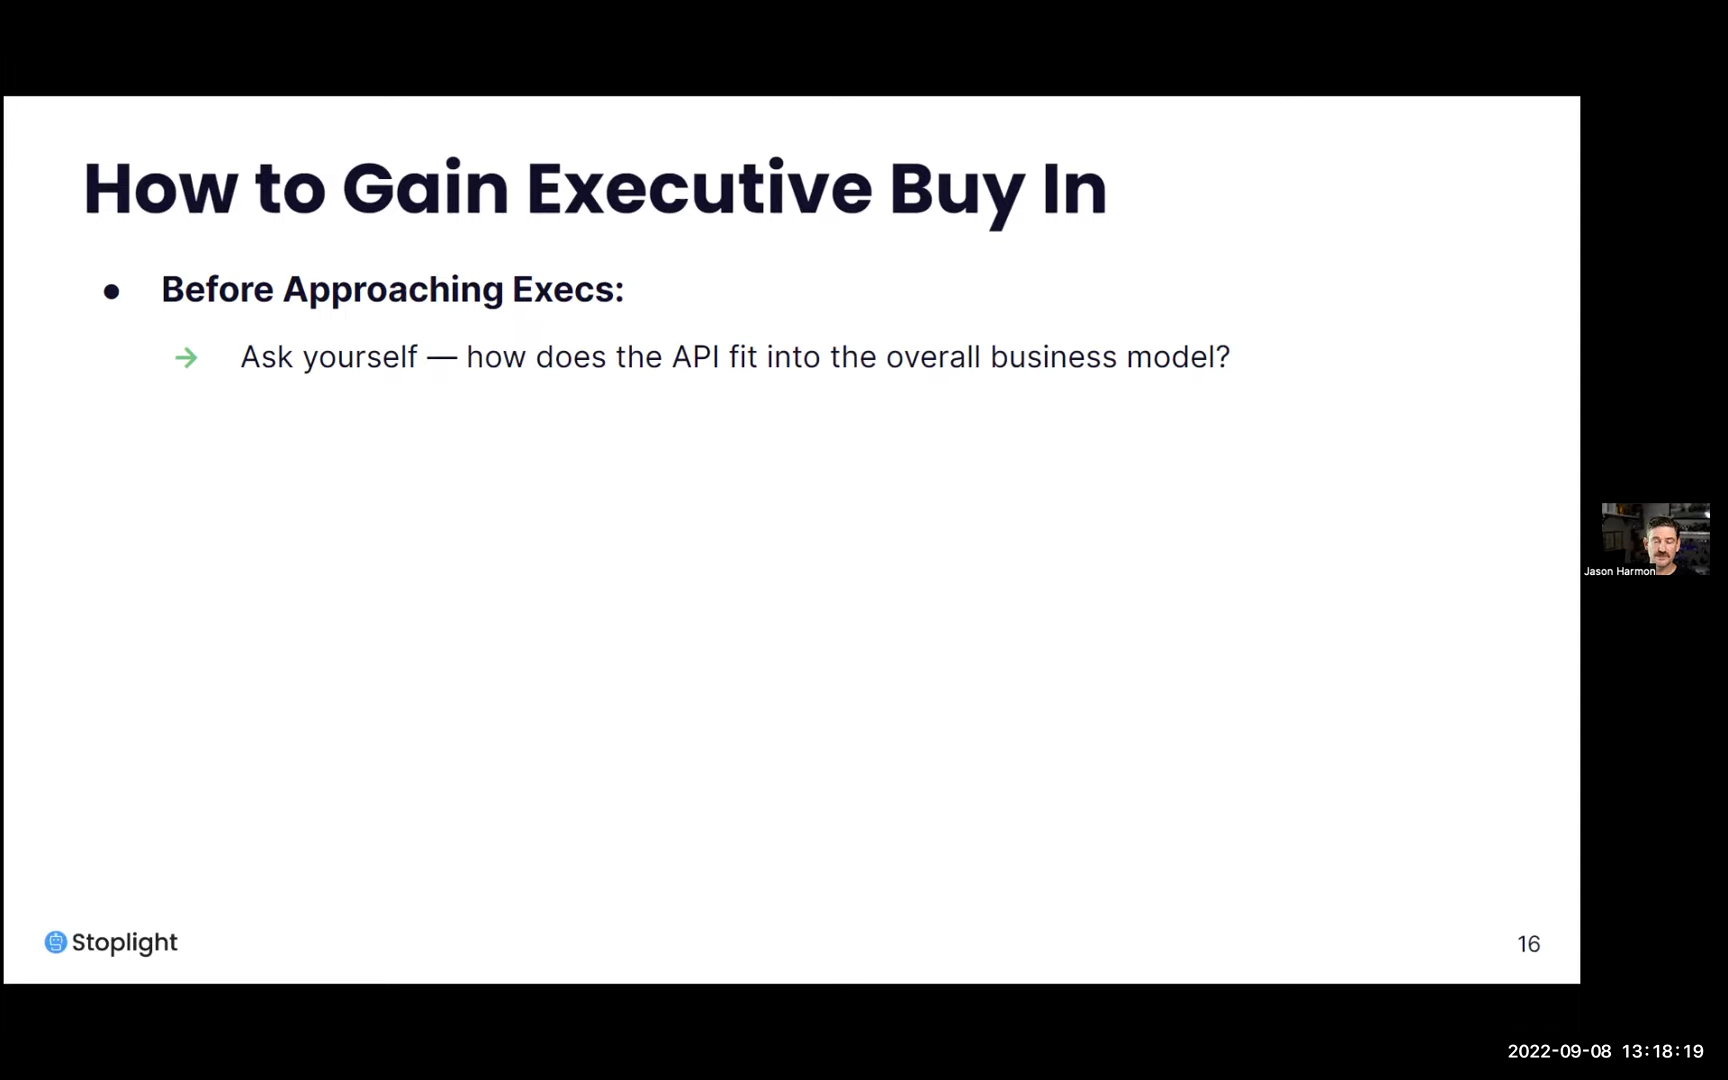 How to Gain Executive Buy In
● Before Approaching Execs:
→ Ask yourself — how does the API fit into the overall business model?
Jason Harmon
Stoplight
16
2022-09-08 13:18:19